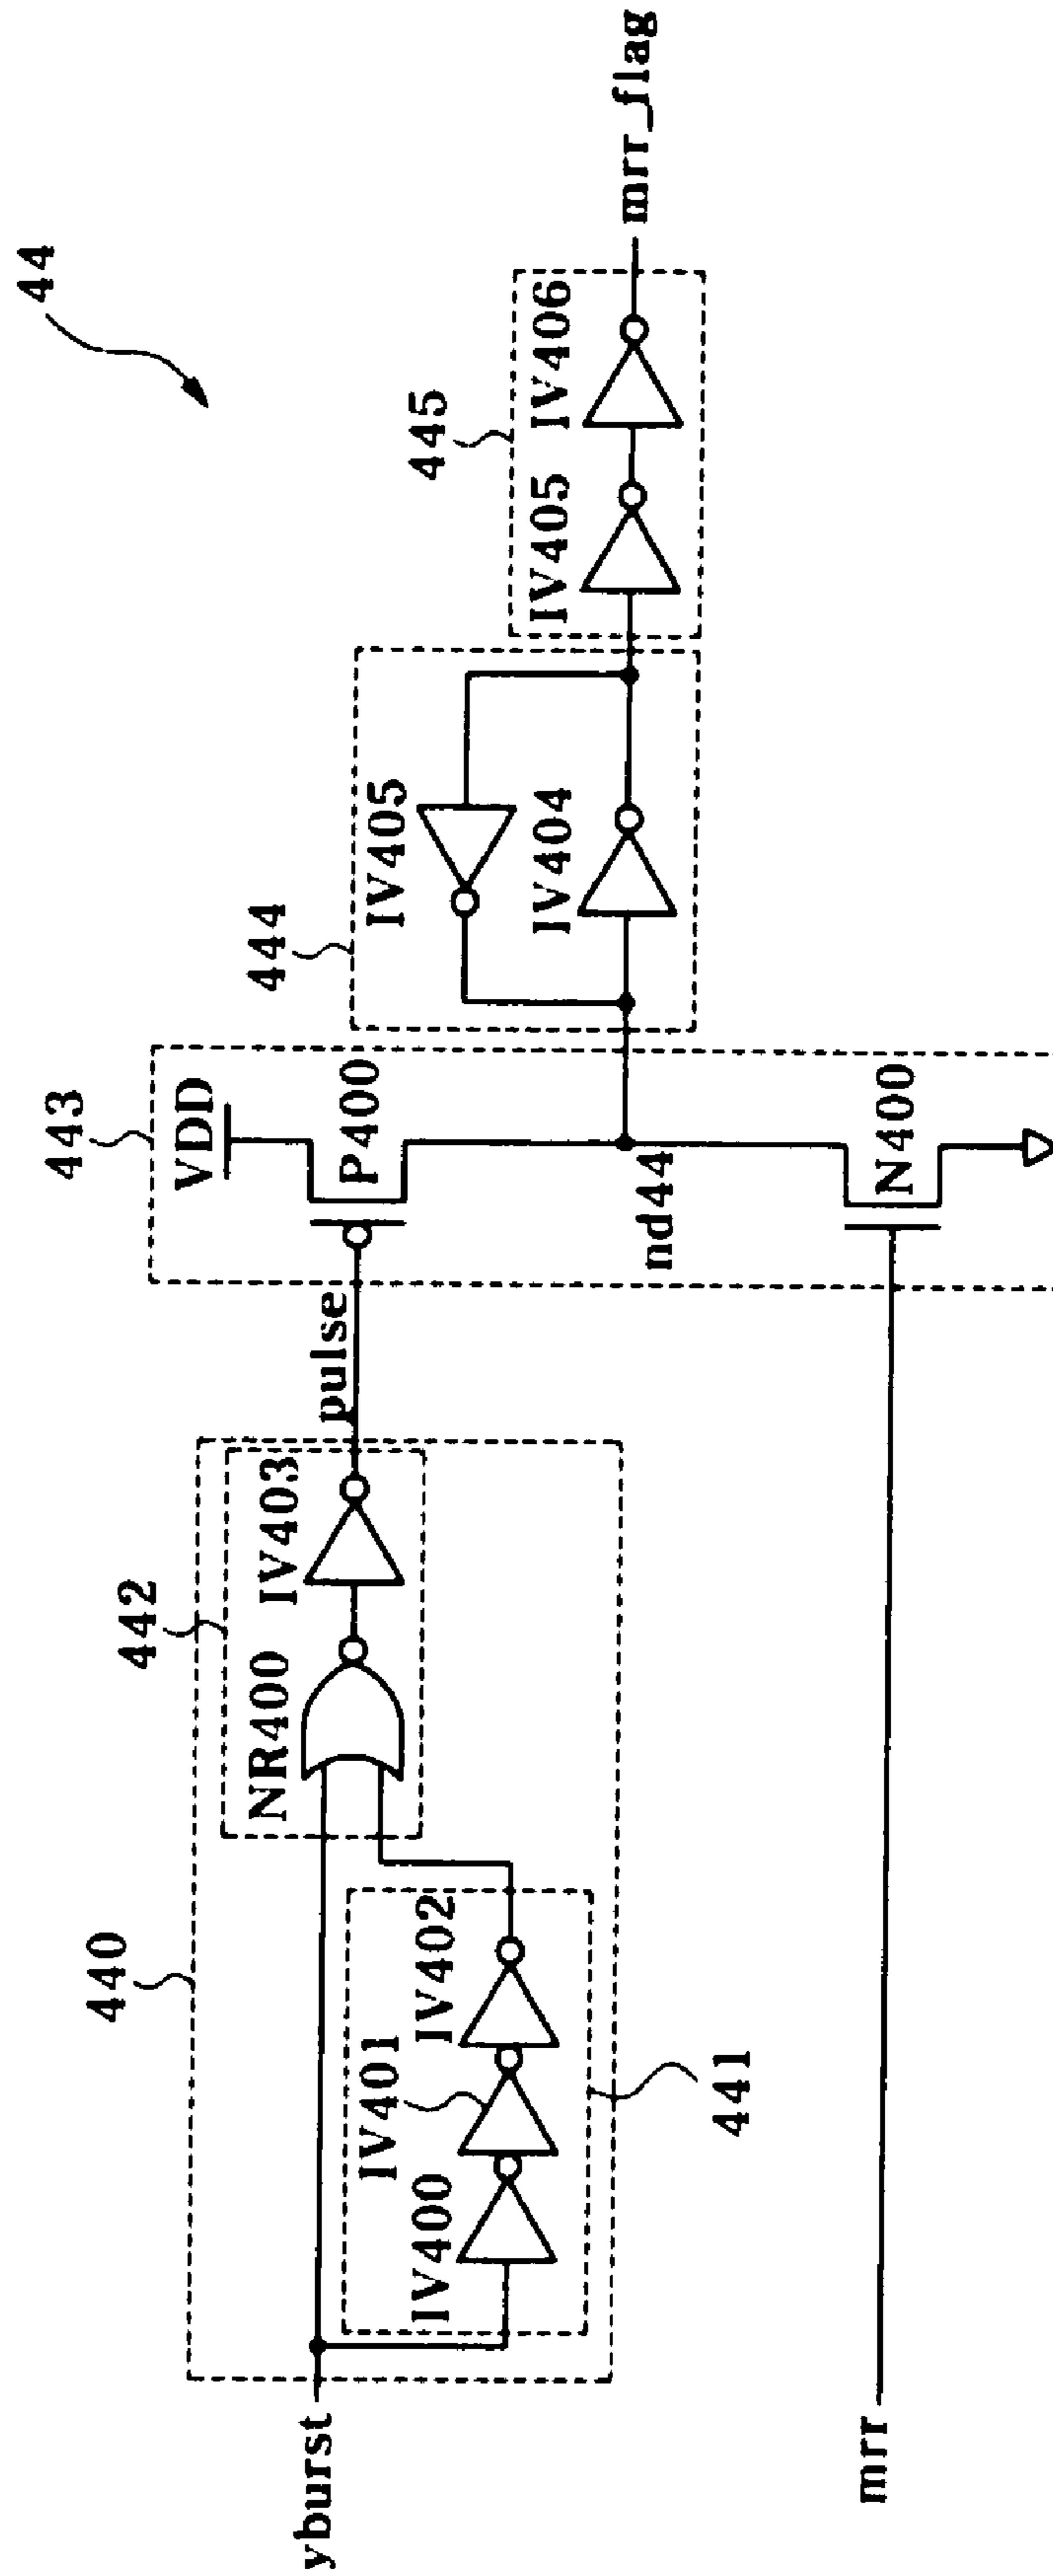 44
443
VDD
444
445
440
442
pulse
P400
IV405
IV405
IV406
NR400
IV403
IV404
mrr_flag
yburst
IV401
IV400
IV402
nd44
441
N400
mrr